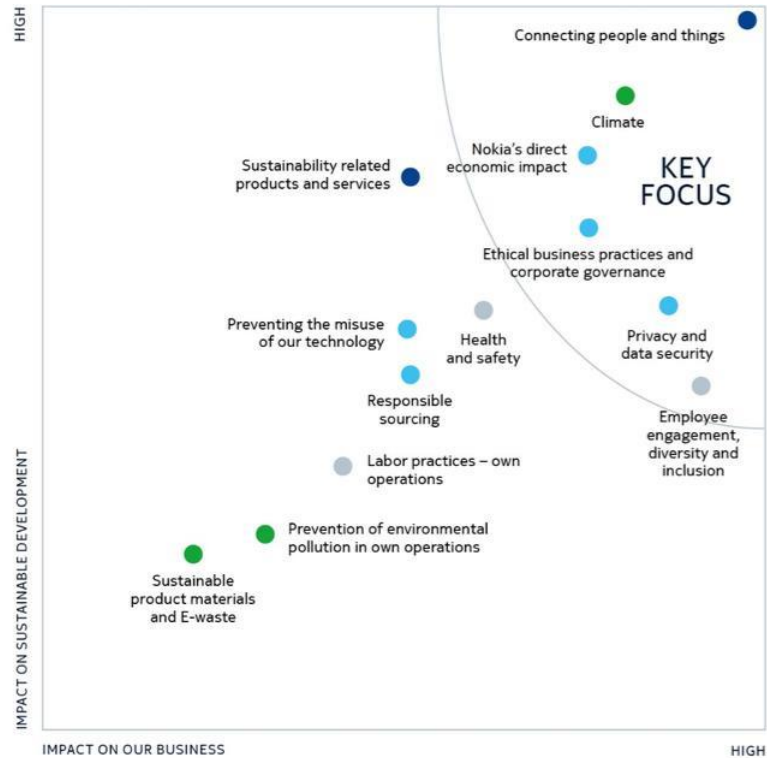 HIGH
Connecting people and things
Climate
Nokia's direct
economic impact
KEY
FOCUS
Sustainability related
products and services
Ethical business practices and
corporate governance
Preventing the misuse
of our technology
Health
and safety
Privacy and
data security
Responsible
sourcing
Employee
engagement,
diversity and
inclusion
Labor practices – own
operations
Prevention of environmental
pollution in own operations
Sustainable
product materials
and E-waste
IMPACT ON SUSTAINABLE DEVELOPMENT
IMPACT ON OUR BUSINESS
HIGH